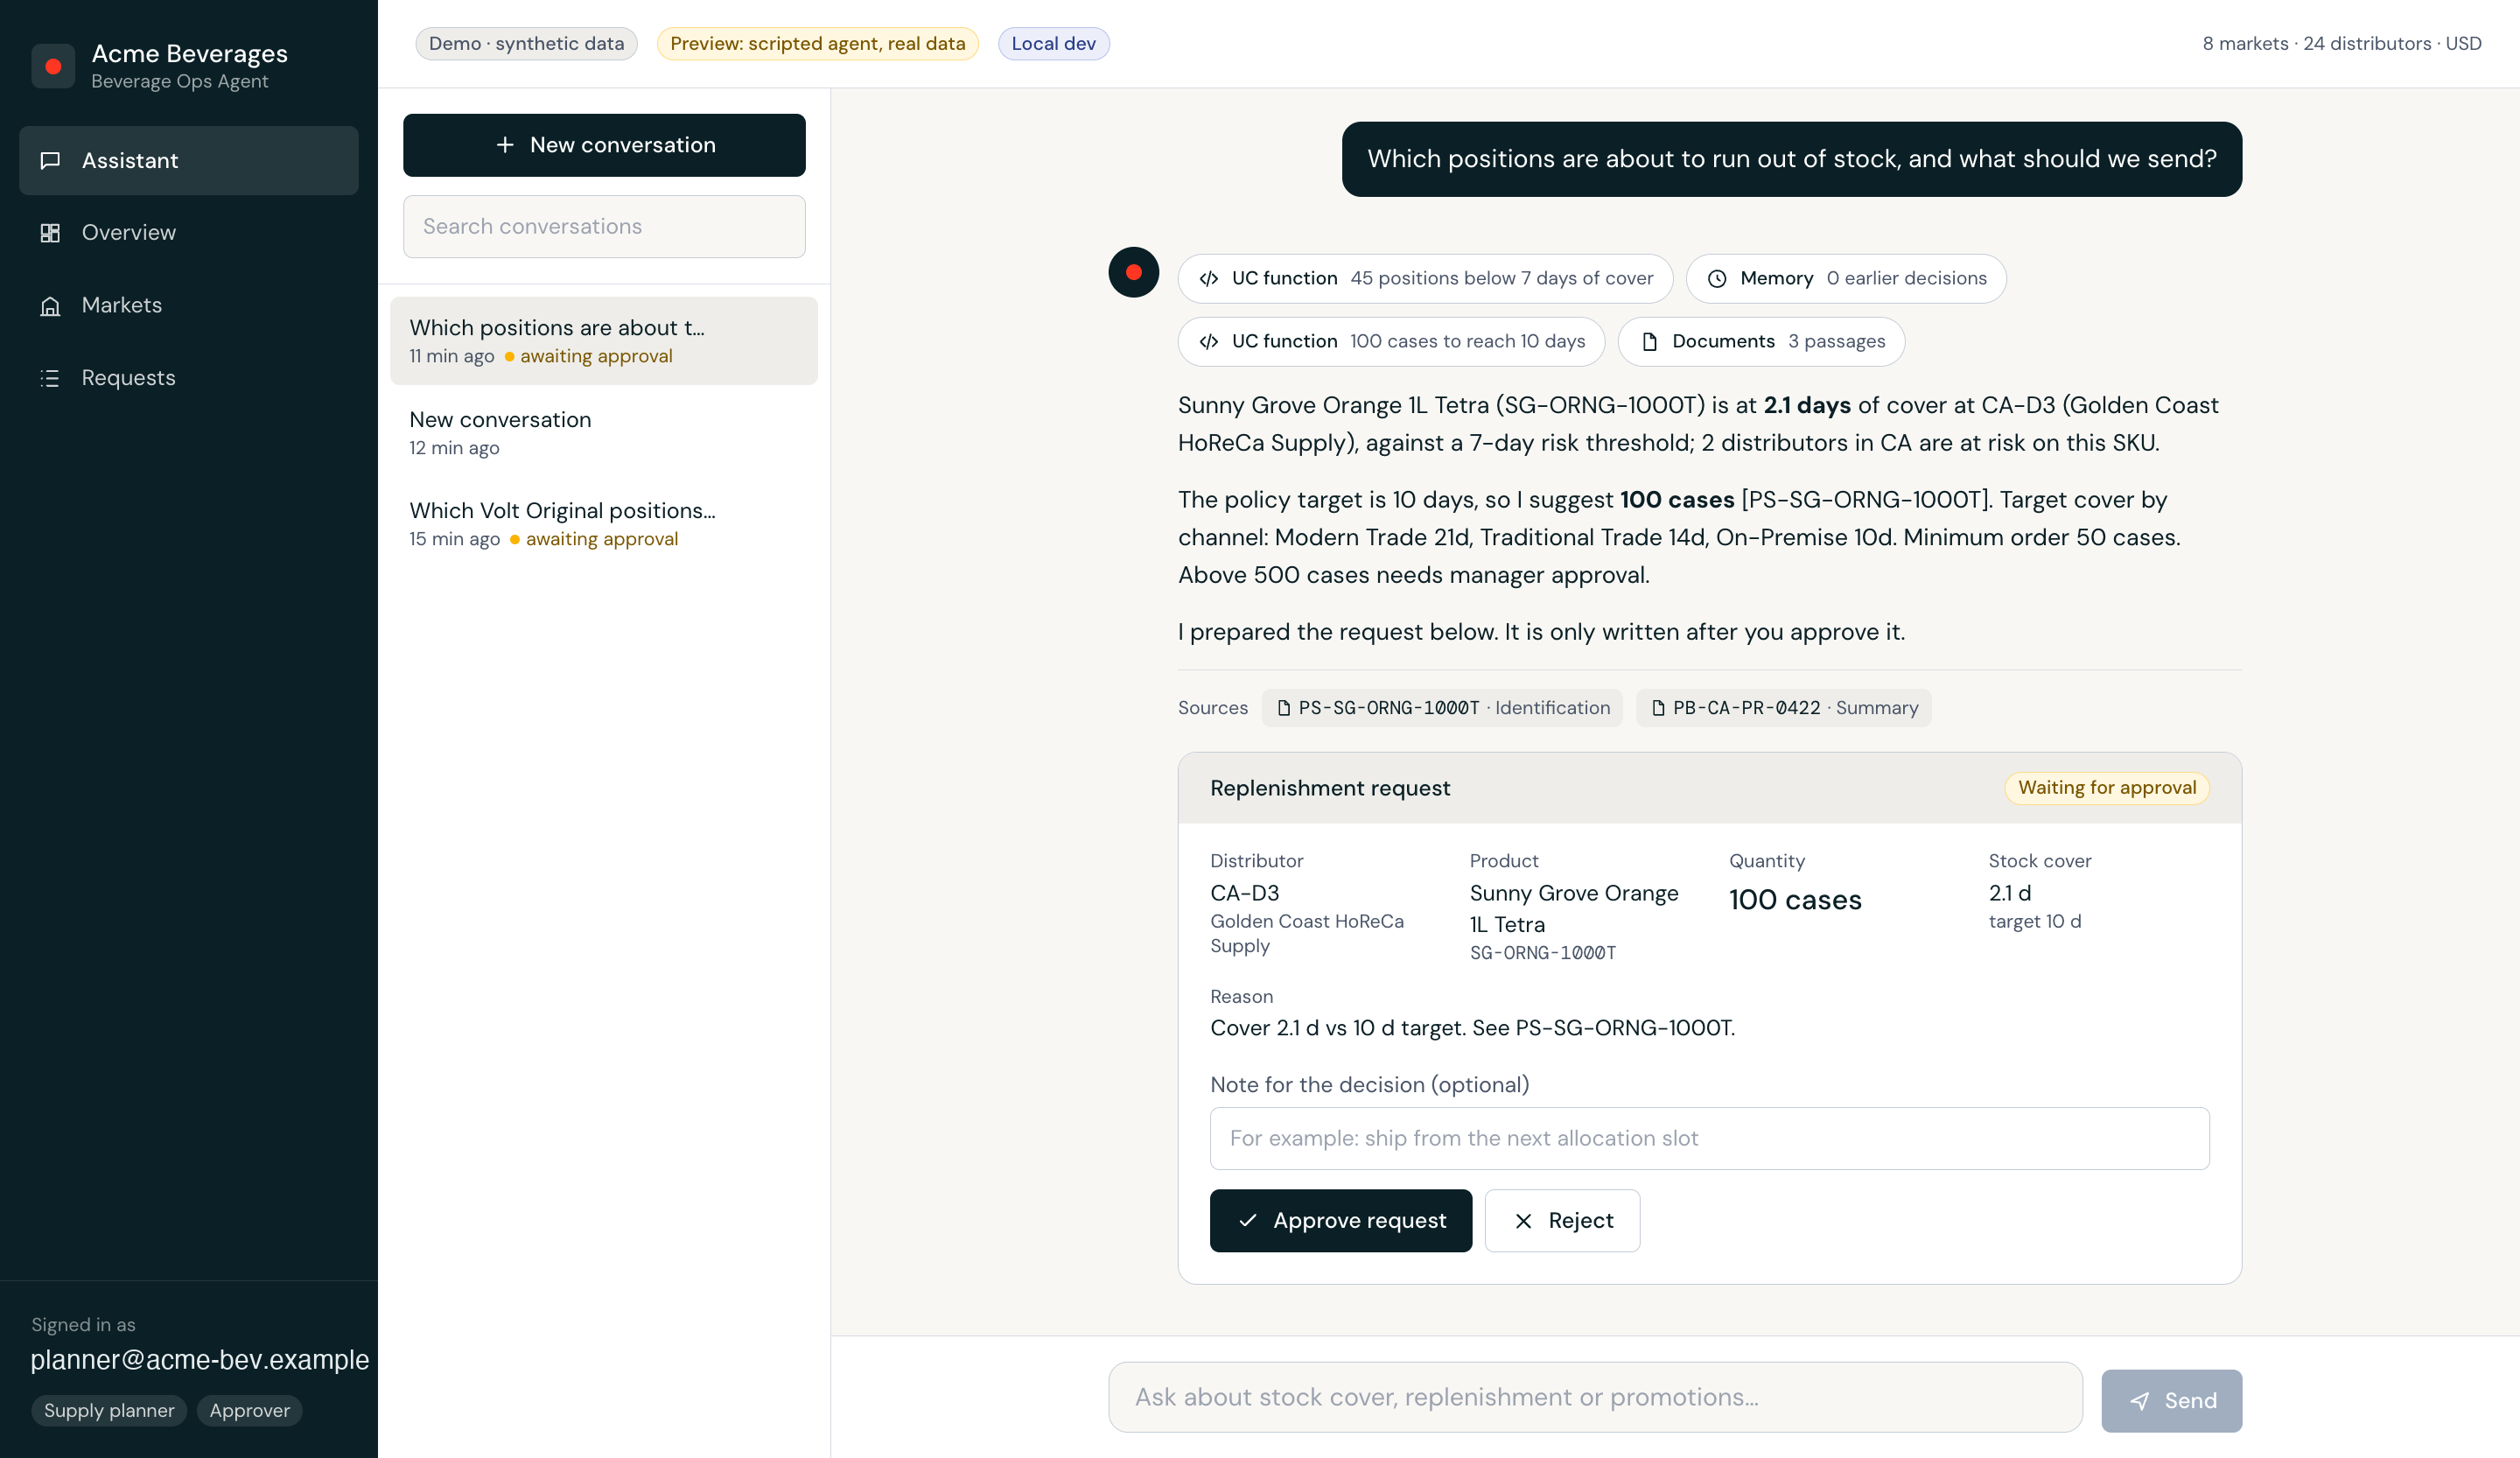 Acme Beverages
Beverage Ops Agent
Assistant
Overview
Markets
Requests
Signed in as
planner@acme-bev.example
Supply planner
Approver
Demo · synthetic data
Preview: scripted agent, real data
Local dev
8 markets · 24 distributors · USD
+ New conversation
Search conversations
Which positions are about t...
11 min ago awaiting approval
New conversation
12 min ago
Which Volt Original positions...
15 min ago awaiting approval
Which positions are about to run out of stock, and what should we send?
UC function 45 positions below 7 days of cover
Memory 0 earlier decisions
UC function 100 cases to reach 10 days
Documents 3 passages
Sunny Grove Orange 1L Tetra (SG-ORNG-1000T) is at 2.1 days of cover at CA-D3 (Golden Coast
HoReCa Supply), against a 7-day risk threshold; 2 distributors in CA are at risk on this SKU.
The policy target is 10 days, so I suggest 100 cases [PS-SG-ORNG-1000T]. Target cover by
channel: Modern Trade 21d, Traditional Trade 14d, On-Premise 10d. Minimum order 50 cases.
Above 500 cases needs manager approval.
I prepared the request below. It is only written after you approve it.
Sources PS-SG-ORNG-1000T · Identification PB-CA-PR-0422 · Summary
Replenishment request
Waiting for approval
Distributor
CA-D3
Golden Coast HoReCa
Supply
Product
Sunny Grove Orange
1L Tetra
SG-ORNG-1000T
Quantity
100 cases
Stock cover
2.1 d
target 10 d
Reason
Cover 2.1 d vs 10 d target. See PS-SG-ORNG-1000T.
Note for the decision (optional)
For example: ship from the next allocation slot
Approve request
Reject
Ask about stock cover, replenishment or promotions...
Send